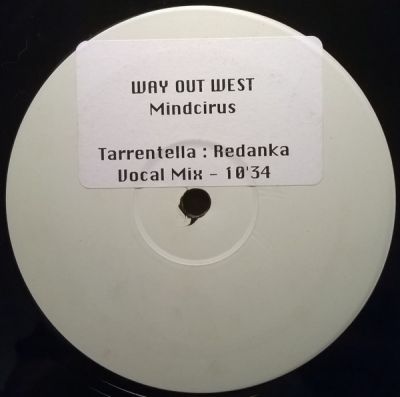 WAY OUT WEST
Mindcirus
Tarrentella : Redanka
Vocal Mix - 10'34